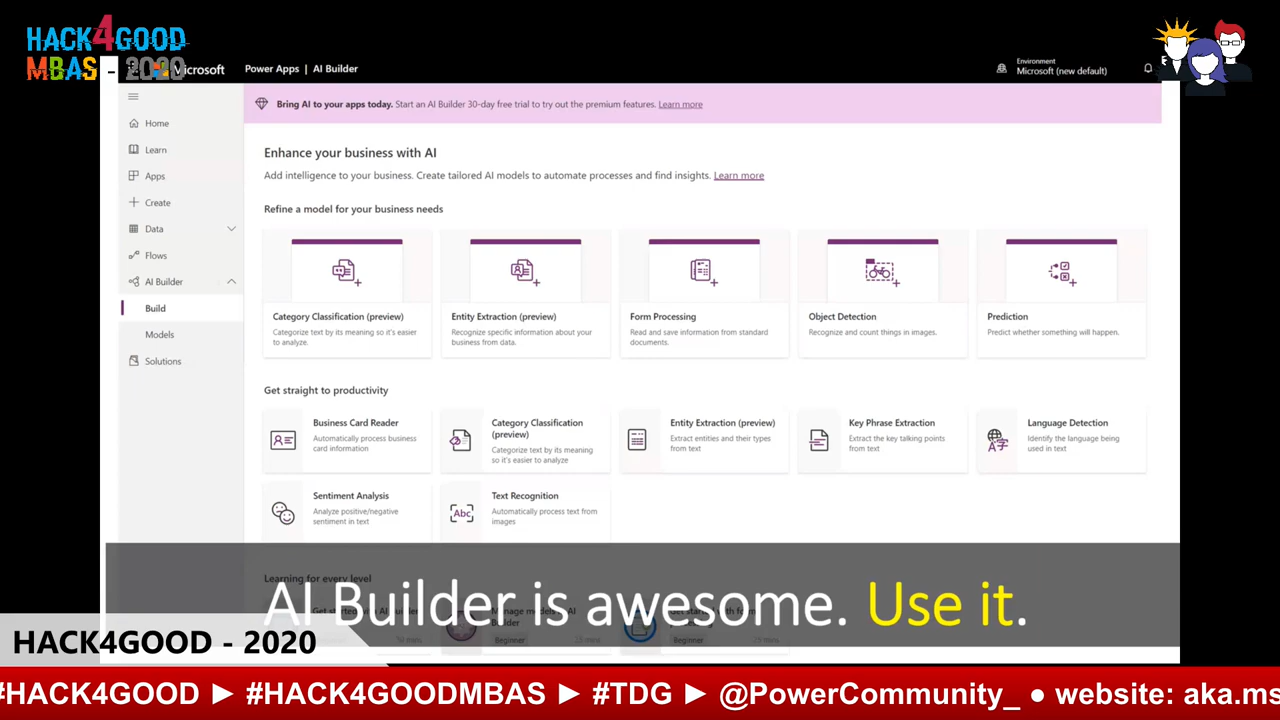 HACK4GOOD
MBAS - 2020
Microsoft
Power Apps | AI Builder
Environment
Microsoft (new default)
Bring AI to your apps today. Start an AI Builder 30-day free trial to try out the premium features. Learn more
Home
Learn
Apps
Create
Data
Flows
AI Builder
Build
Models
Solutions
Enhance your business with AI
Add intelligence to your business. Create tailored AI models to automate processes and find insights. Learn more
Refine a model for your business needs
Category Classification (preview)
Categorize text by its meaning so it's easier
to analyze.
Entity Extraction (preview)
Recognize specific information about your
business from data.
Form Processing
Read and save information from standard
documents.
Object Detection
Recognize and count things in images.
Prediction
Predict whether something will happen.
Get straight to productivity
Business Card Reader
Automatically process business
card information
Category Classification
(preview)
Categorize text by its meaning
so it's easier to analyze
Entity Extraction (preview)
Extract entities and their types
from text
Key Phrase Extraction
Extract the key talking points
from text
Language Detection
Identify the language being
used in text
Sentiment Analysis
Analyze positive/negative
sentiment in text
Abc
Text Recognition
Automatically process text from
images
Learning for every level
Builder
Beginner
Beginner
AI Builder is awesome. Use it.
HACK4GOOD - 2020
#HACK4GOOD ► #HACK4GOODMBAS ► #TDG ► @PowerCommunity_ ● website: aka.ms